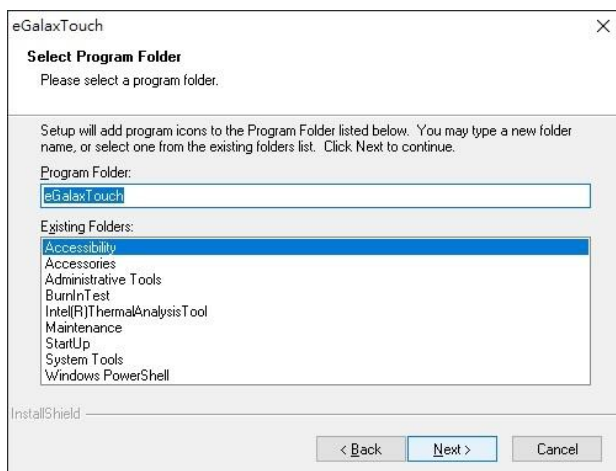 eGalaxTouch
Select Program Folder
Please select a program folder.
Setup will add program icons to the Program Folder listed below. You may type a new folder
name, or select one from the existing folders list. Click Next to continue.
Program Folder:
eGalaxTouch
Existing Folders:
Accessibility
Accessories
Administrative Tools
BurnInTest
Intel(R)ThermalAnalysisTool
Maintenance
StartUp
System Tools
Windows PowerShell
InstallShield
< Back Next > Cancel